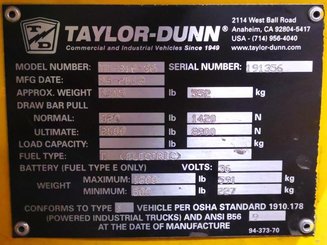 TAYLOR-DUNN®
Commercial and Industrial Vehicles Since 1949
2114 West Ball Road
Anaheim, CA 92804-5417
USA - (714) 956-4040
www.taylor-dunn.com
MODEL NUMBER: SERIAL NUMBER: 191356
MFG DATE:
APPROX. WEIGHT lb
DRAW BAR PULL
NORMAL: lb 1420 N
ULTIMATE: lb N
LOAD CAPACITY: lb
FUEL TYPE:
BATTERY (FUEL TYPE E ONLY) VOLTS: 36
WEIGHT MAXIMUM: lb
MINIMUM: lb 227
CONFORMS TO TYPE VEHICLE PER OSHA STANDARD 1910.178
(POWERED INDUSTRIAL TRUCKS) AND ANSI B56
AT THE DATE OF MANUFACTURE
94-373-70